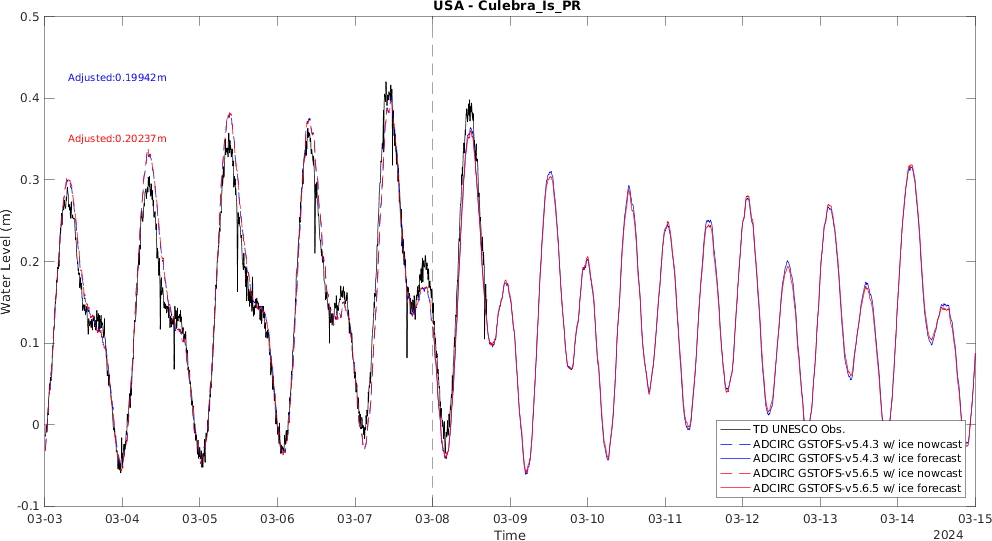 USA - Culebra_Is_PR
0.5
0.4
0.3
0.2
0.1
0
-0.1
Water Level (m)
Adjusted:0.19942m
Adjusted:0.20237m
TD UNESCO Obs.
ADCIRC GSTOFS-v5.4.3 w/ ice nowcast
ADCIRC GSTOFS-v5.4.3 w/ ice forecast
ADCIRC GSTOFS-v5.6.5 w/ ice nowcast
ADCIRC GSTOFS-v5.6.5 w/ ice forecast
03-03 03-04 03-05 03-06 03-07 03-08 03-09 03-10 03-11 03-12 03-13 03-14 03-15
Time
2024